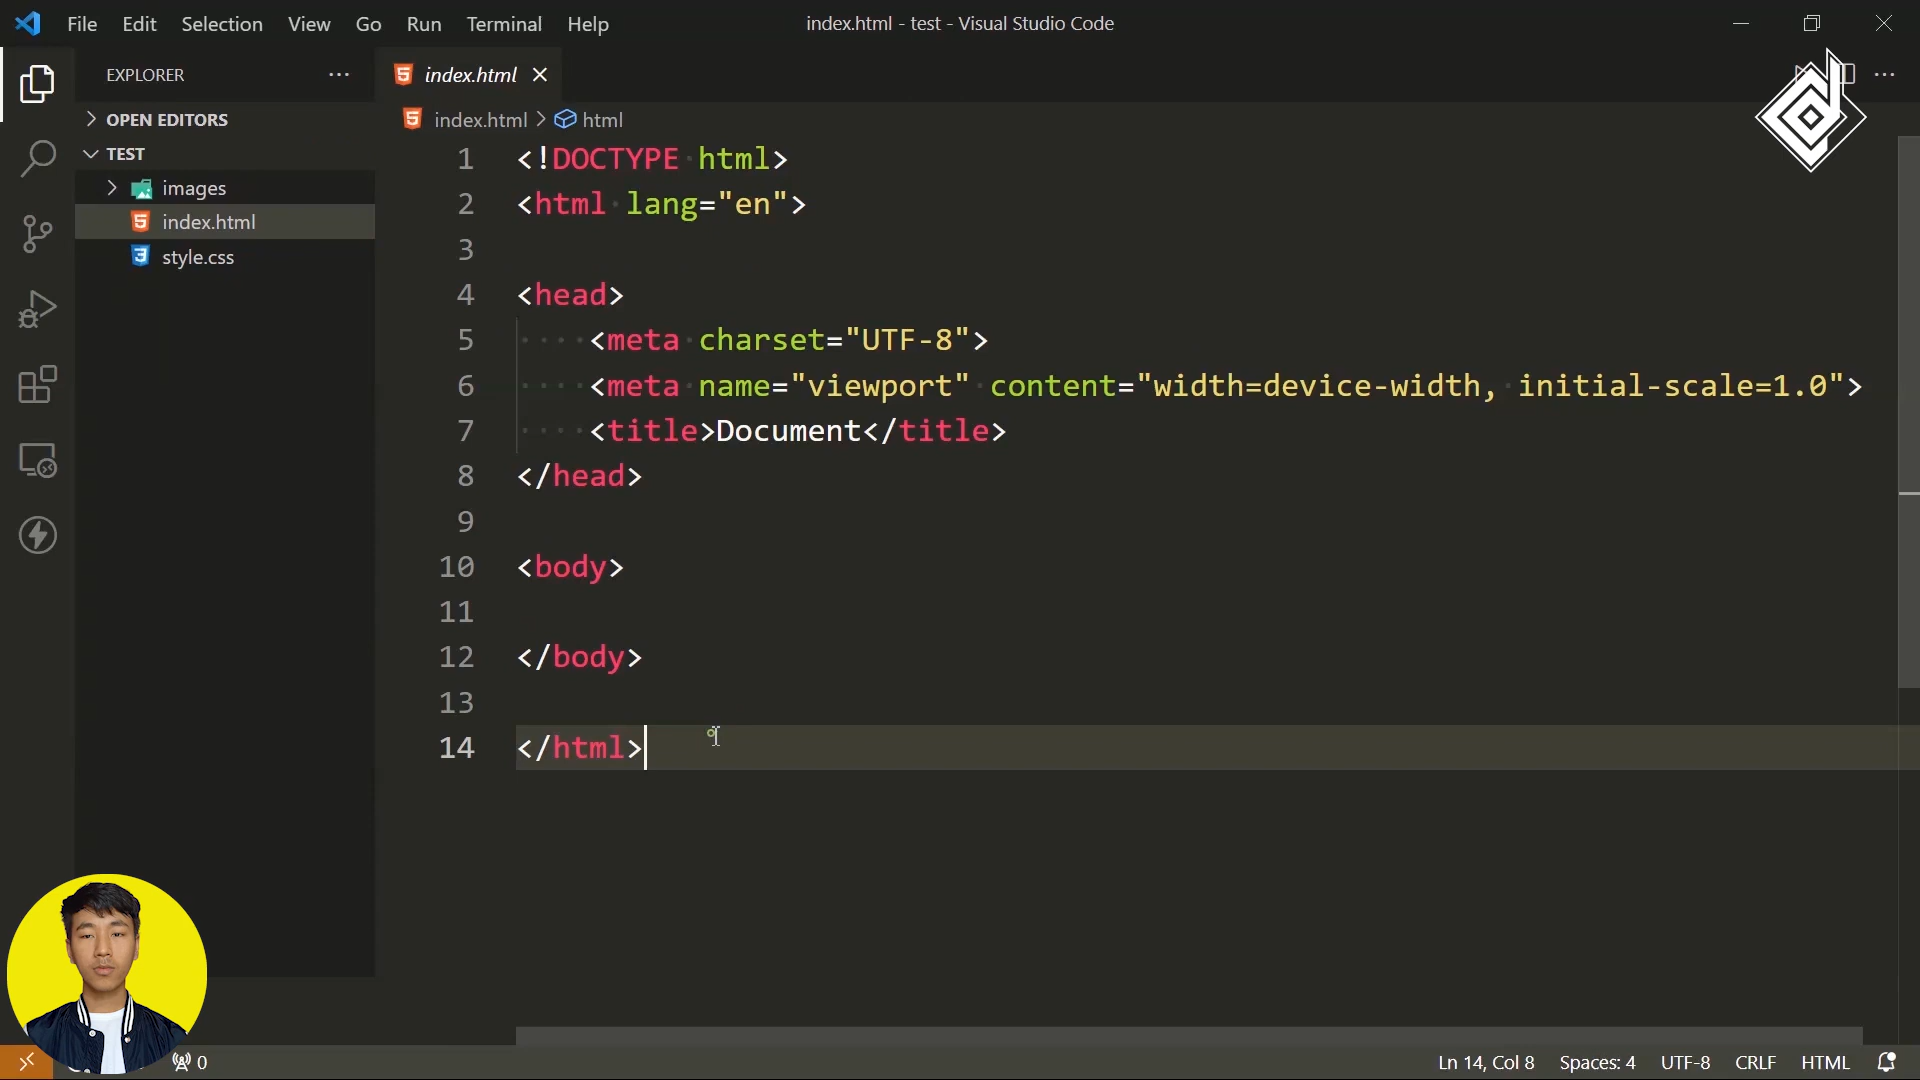 File Edit Selection View Go Run Terminal Help
index.html - test - Visual Studio Code
EXPLORER
OPEN EDITORS
TEST
images
index.html
style.css
index.html
index.html > html
1 <!DOCTYPE html>
2 <html lang="en">
3
4 <head>
5     <meta charset="UTF-8">
6     <meta name="viewport" content="width=device-width, initial-scale=1.0">
7     <title>Document</title>
8 </head>
9
10 <body>
11
12 </body>
13
14 </html>
0
Ln 14, Col 8 Spaces: 4 UTF-8 CRLF HTML